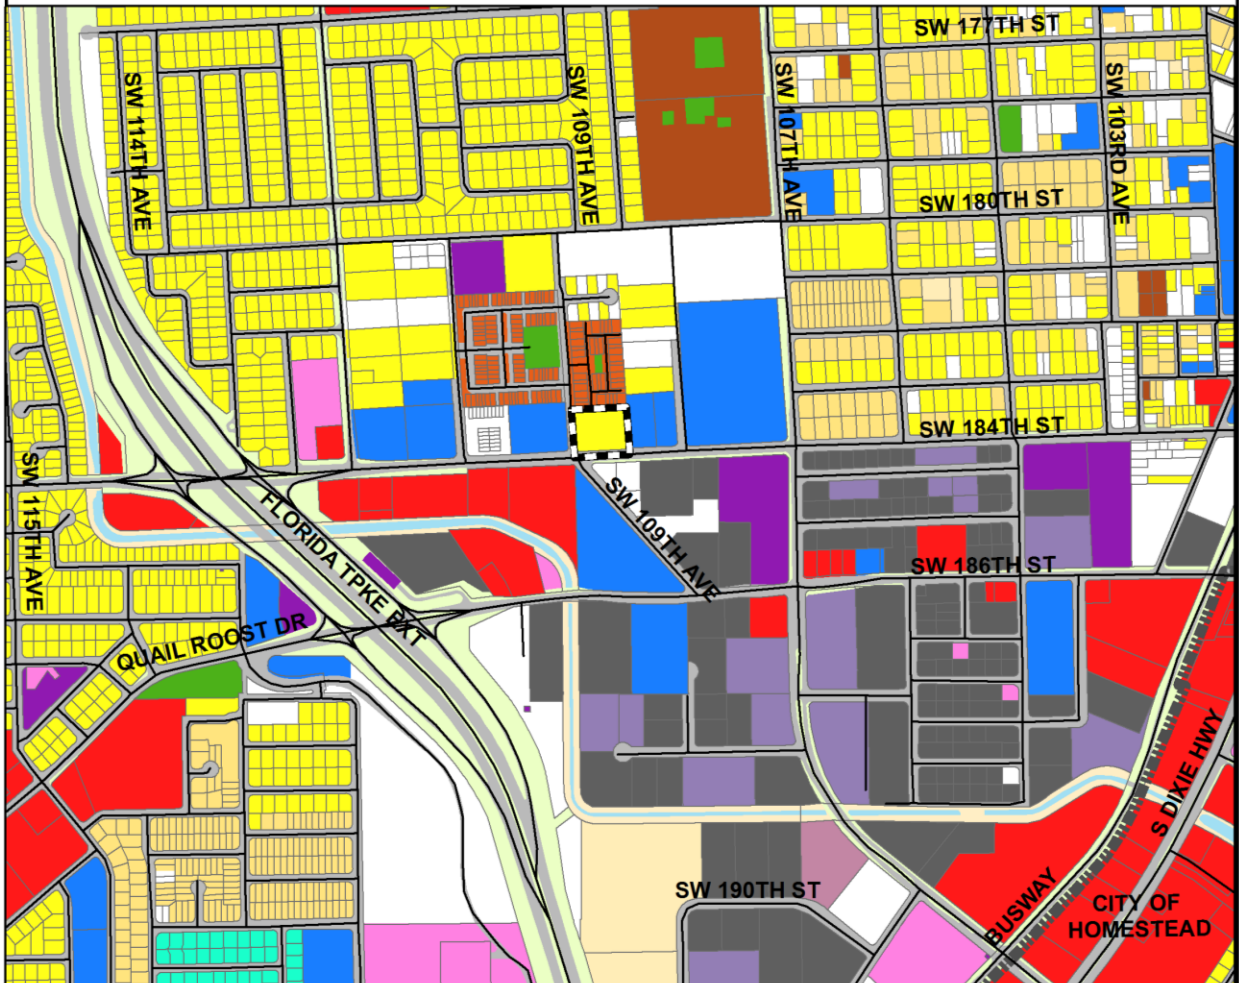 SW 177TH ST
SW 114TH AVE
SW 109TH AVE
SW 107TH AVE
SW 103RD AVE
SW 180TH ST
SW 184TH ST
SW 115TH AVE
FLORIDA TPKE EXT
SW 109TH AVE
SW 186TH ST
QUAIL ROOST DR
S DIXIE HWY
SW 190TH ST
BUSWAY
CITY OF
HOMESTEAD